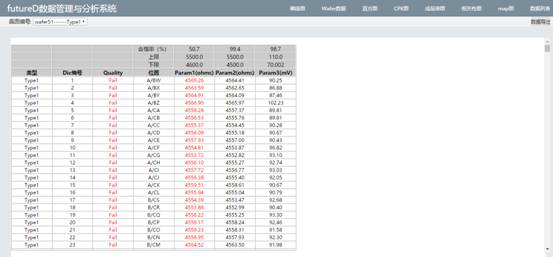 futureD数据管理与分析系统 晶圆图 Wafer数据 直方图 CPK图 成品率图 相关性图 map图 数据列表
晶圆编号: wafer51------Type1 数据导出
合格率（%） 50.7 99.4 98.7
上限 5500.0 5500.0 110.0
下限 4600.0 4500.0 70.002
类型 Die编号 Quality 位置 Param1(ohms) Param2(ohms) Param3(mV)
Type1 1 Fail A/BW 4565.26 4564.41 90.25
Type1 2 Fail A/BX 4563.59 4562.65 86.88
Type1 3 Fail A/BY 4564.91 4564.09 87.46
Type1 4 Fail A/BZ 4566.90 4565.97 102.23
Type1 5 Fail A/CA 4558.28 4557.37 89.81
Type1 6 Fail A/CB 4556.53 4555.76 89.81
Type1 7 Fail A/CC 4555.37 4554.45 90.28
Type1 8 Fail A/CD 4556.09 4555.18 90.67
Type1 9 Fail A/CE 4557.93 4557.00 90.43
Type1 10 Fail A/CF 4554.81 4553.87 96.82
Type1 11 Fail A/CG 4553.72 4552.82 93.10
Type1 12 Fail A/CH 4556.10 4555.27 92.74
Type1 13 Fail A/CI 4557.72 4556.77 93.03
Type1 14 Fail A/CJ 4556.38 4555.40 92.05
Type1 15 Fail A/CK 4559.51 4558.61 90.67
Type1 16 Fail A/CL 4555.94 4555.04 90.79
Type1 17 Fail B/CS 4554.39 4553.47 92.68
Type1 18 Fail B/CR 4553.86 4552.99 90.40
Type1 19 Fail B/CQ 4556.22 4555.25 93.30
Type1 20 Fail B/CP 4559.17 4558.24 92.46
Type1 21 Fail B/CO 4559.23 4558.31 91.58
Type1 22 Fail B/CN 4558.95 4557.93 92.30
Type1 23 Fail B/CM 4564.52 4563.50 91.98